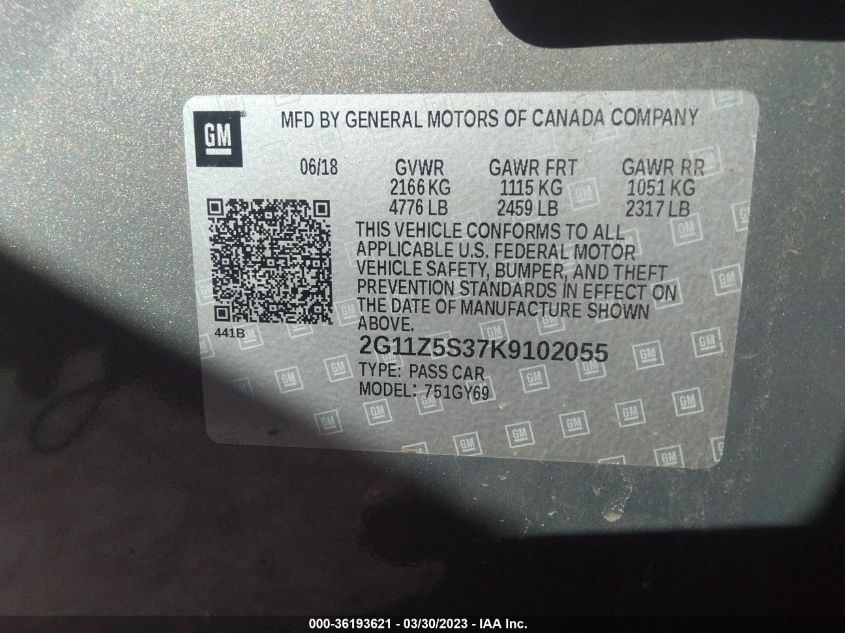 GM
MFD BY GENERAL MOTORS OF CANADA COMPANY
06/18 GVWR GAWR FRT GAWR RR
2166 KG 1115 KG 1051 KG
4776 LB 2459 LB 2317 LB
THIS VEHICLE CONFORMS TO ALL
APPLICABLE U.S. FEDERAL MOTOR
VEHICLE SAFETY, BUMPER, AND THEFT
PREVENTION STANDARDS IN EFFECT ON
THE DATE OF MANUFACTURE SHOWN
ABOVE.
441B
2G11Z5S37K9102055
TYPE: PASS CAR
MODEL: 751GY69
000-36193621 - 03/30/2023 - IAA Inc.